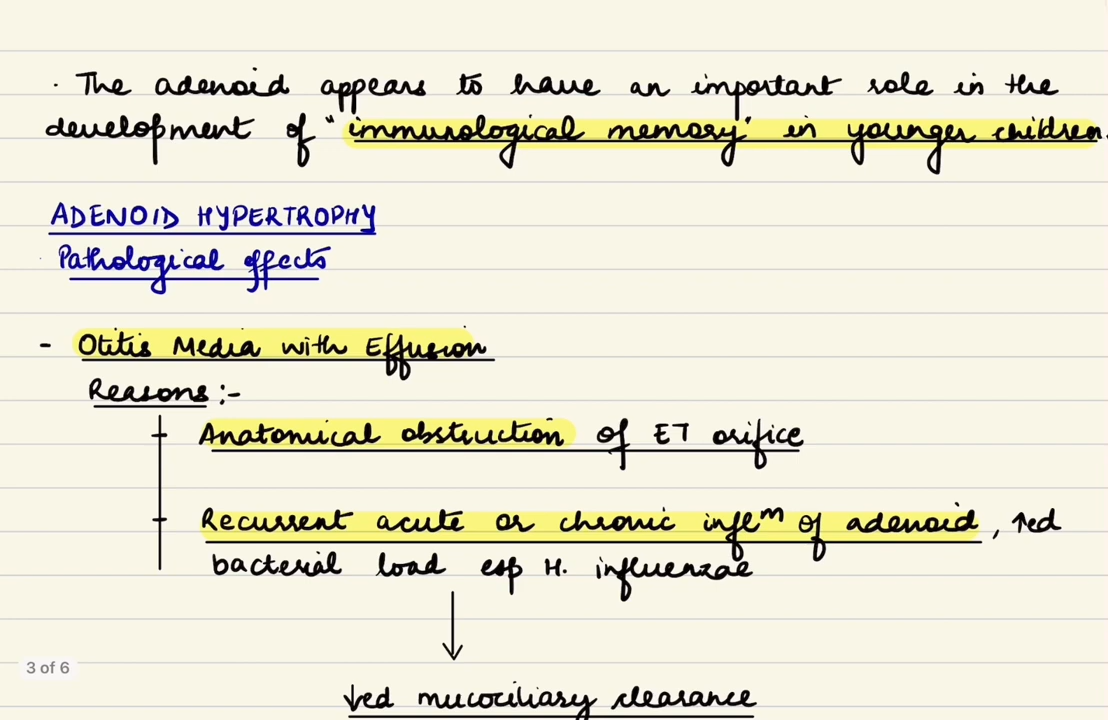 · The adenoid appears to have an important role in the
development of "immunological memory" in younger children.
ADENOID HYPERTROPHY
Pathological effects
- Otitis Media with Effusion
Reasons :-
Anatomical obstruction of ET orifice
Recurrent acute or chronic inflᵐ of adenoid, ↑ed
bacterial load esp H. influenzae
↓
↓ed mucociliary clearance
3 of 6